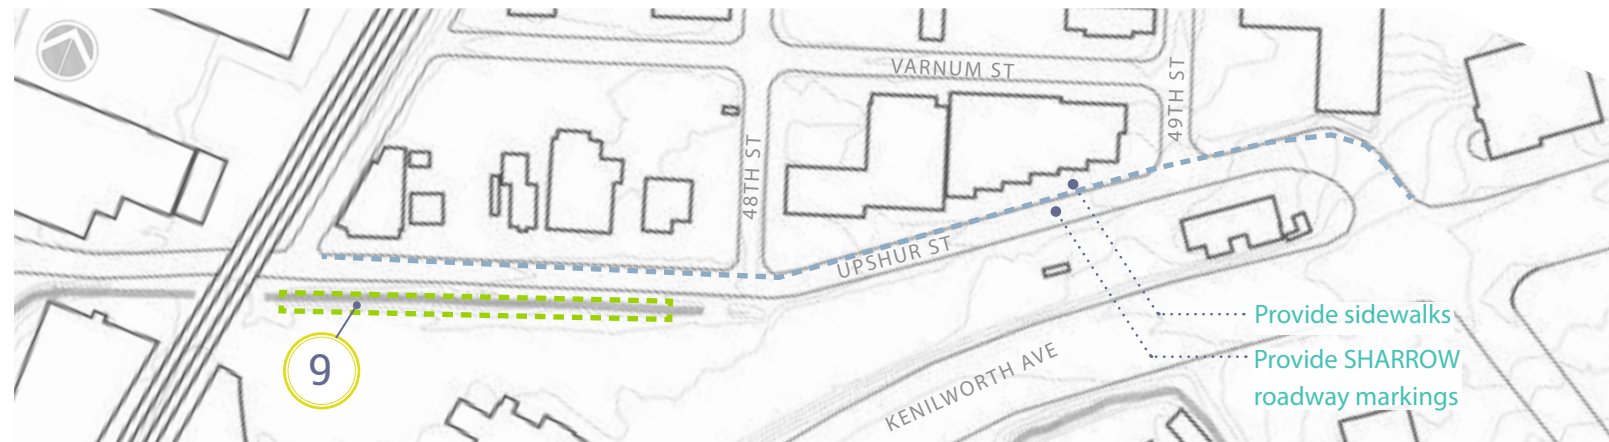 VARNUM ST
49TH ST
48TH ST
UPSHUR ST
Provide sidewalks
9
KENILWORTH AVE
Provide SHARROW
roadway markings